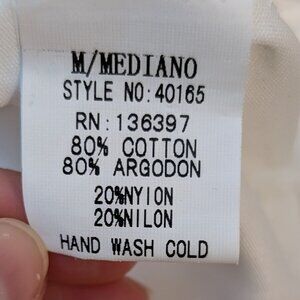 M/MEDIANO
STYLE NO:40165
RN:136397
80% COTTON
80% ARGODON
20%NYION
20%NILON
HAND WASH COLD